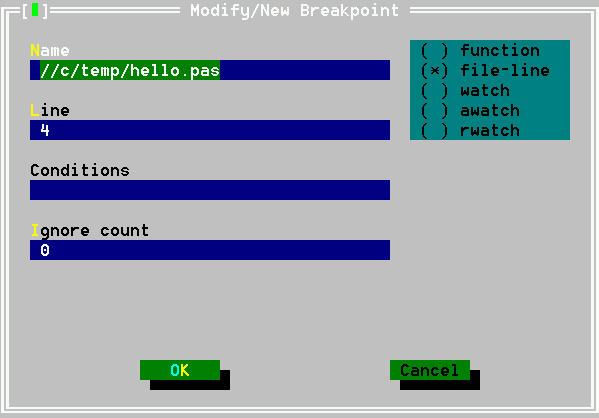 [▮] Modify/New Breakpoint
Name
//c/temp/hello.pas
( ) function
(*) file-line
( ) watch
( ) awatch
( ) rwatch
Line
4
Conditions
Ignore count
0
OK
Cancel